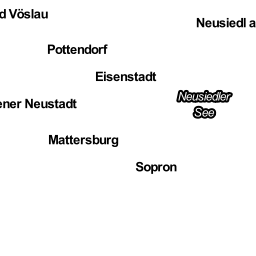 d Vöslau
Neusiedl a
Pottendorf
Eisenstadt
Neusiedler
See
ener Neustadt
Mattersburg
Sopron